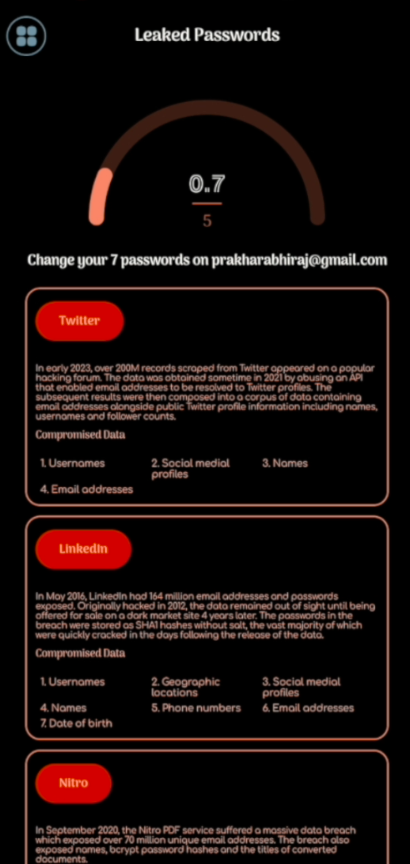 Leaked Passwords
0.7
5
Change your 7 passwords on prakharabhiraj@gmail.com
Twitter
In early 2023, over 200M records scraped from Twitter appeared on a popular
hacking forum. The data was obtained sometime in 2021 by abusing an API
that enabled email addresses to be resolved to Twitter profiles. The
subsequent results were then composed into a corpus of data containing
email addresses alongside public Twitter profile information including names,
usernames and follower counts.
Compromised Data
1. Usernames 2. Social medial 3. Names
profiles
4. Email addresses
LinkedIn
In May 2016, LinkedIn had 164 million email addresses and passwords
exposed. Originally hacked in 2012, the data remained out of sight until being
offered for sale on a dark market site 4 years later. The passwords in the
breach were stored as SHA1 hashes without salt, the vast majority of which
were quickly cracked in the days following the release of the data.
Compromised Data
1. Usernames 2. Geographic 3. Social medial
locations profiles
4. Names 5. Phone numbers 6. Email addresses
7. Date of birth
Nitro
In September 2020, the Nitro PDF service suffered a massive data breach
which exposed over 70 million unique email addresses. The breach also
exposed names, bcrypt password hashes and the titles of converted
documents.